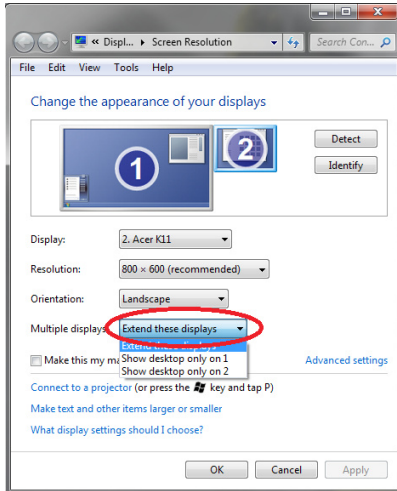 « Displ... ▸ Screen Resolution
Search Con...
File Edit View Tools Help
Change the appearance of your displays
1
2
Detect
Identify
Display: 2. Acer K11
Resolution: 800 × 600 (recommended)
Orientation: Landscape
Multiple displays Extend these displays
Extend these displays
Make this my ma
Show desktop only on 1
Show desktop only on 2
Advanced settings
Connect to a projector (or press the key and tap P)
Make text and other items larger or smaller
What display settings should I choose?
OK Cancel Apply